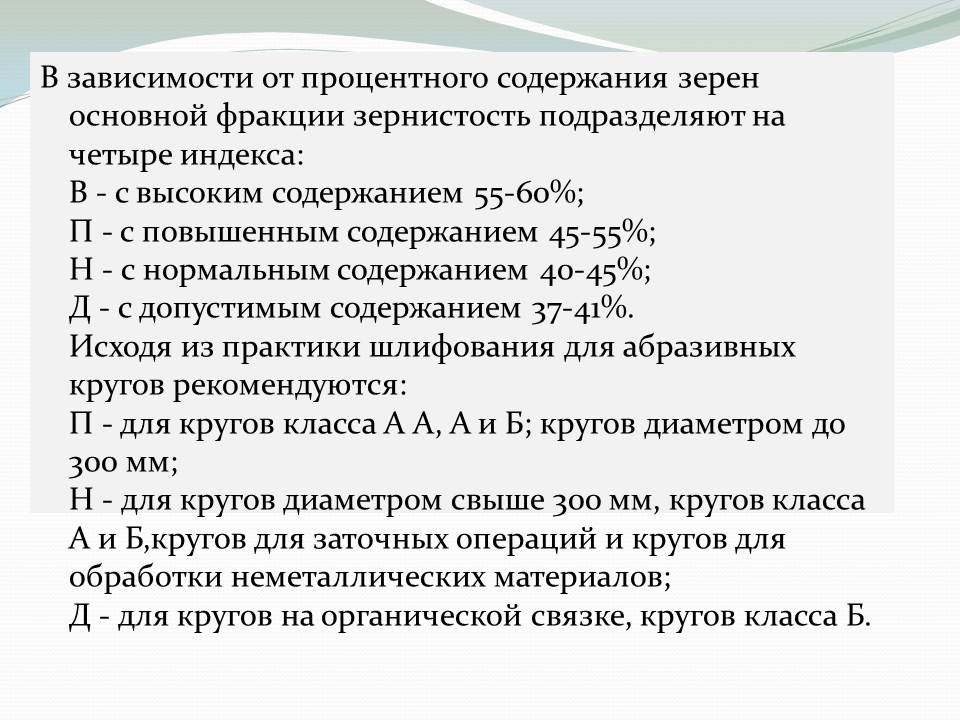 В зависимости от процентного содержания зерен
основной фракции зернистость подразделяют на
четыре индекса:
В - с высоким содержанием 55-60%;
П - с повышенным содержанием 45-55%;
Н - с нормальным содержанием 40-45%;
Д - с допустимым содержанием 37-41%.
Исходя из практики шлифования для абразивных
кругов рекомендуются:
П - для кругов класса А А, А и Б; кругов диаметром до
300 мм;
Н - для кругов диаметром свыше 300 мм, кругов класса
А и Б,кругов для заточных операций и кругов для
обработки неметаллических материалов;
Д - для кругов на органической связке, кругов класса Б.